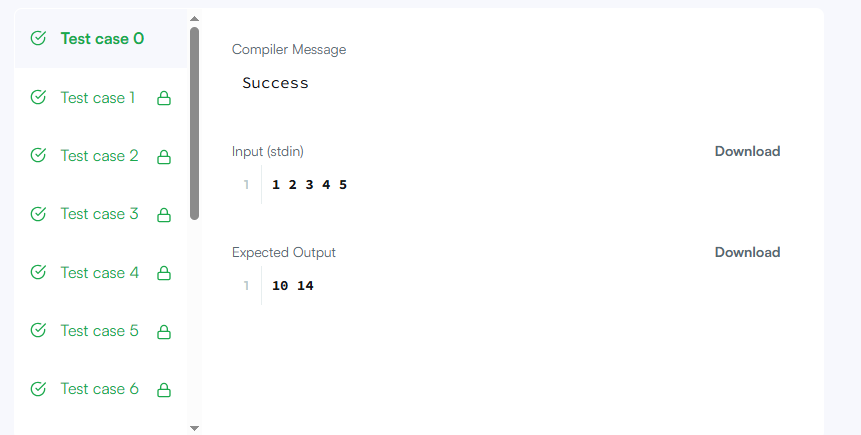 Test case 0
Test case 1
Test case 2
Test case 3
Test case 4
Test case 5
Test case 6
Compiler Message
Success
Input (stdin)
Download
1
1 2 3 4 5
Expected Output
Download
1
10 14